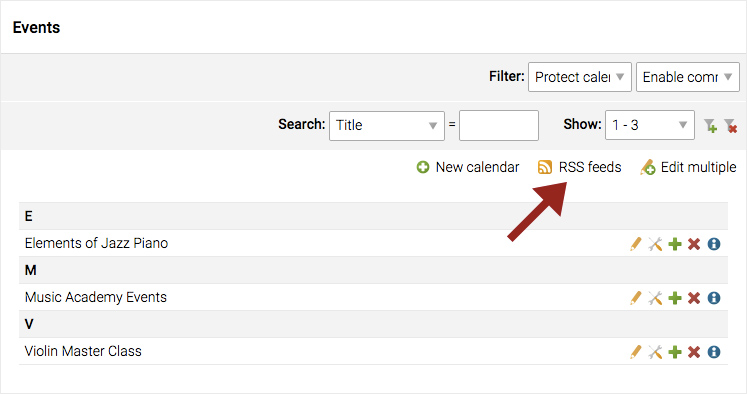 Events
Filter: Protect caler Enable comr
Search: Title = Show: 1 - 3
New calendar RSS feeds Edit multiple
E
Elements of Jazz Piano
M
Music Academy Events
V
Violin Master Class